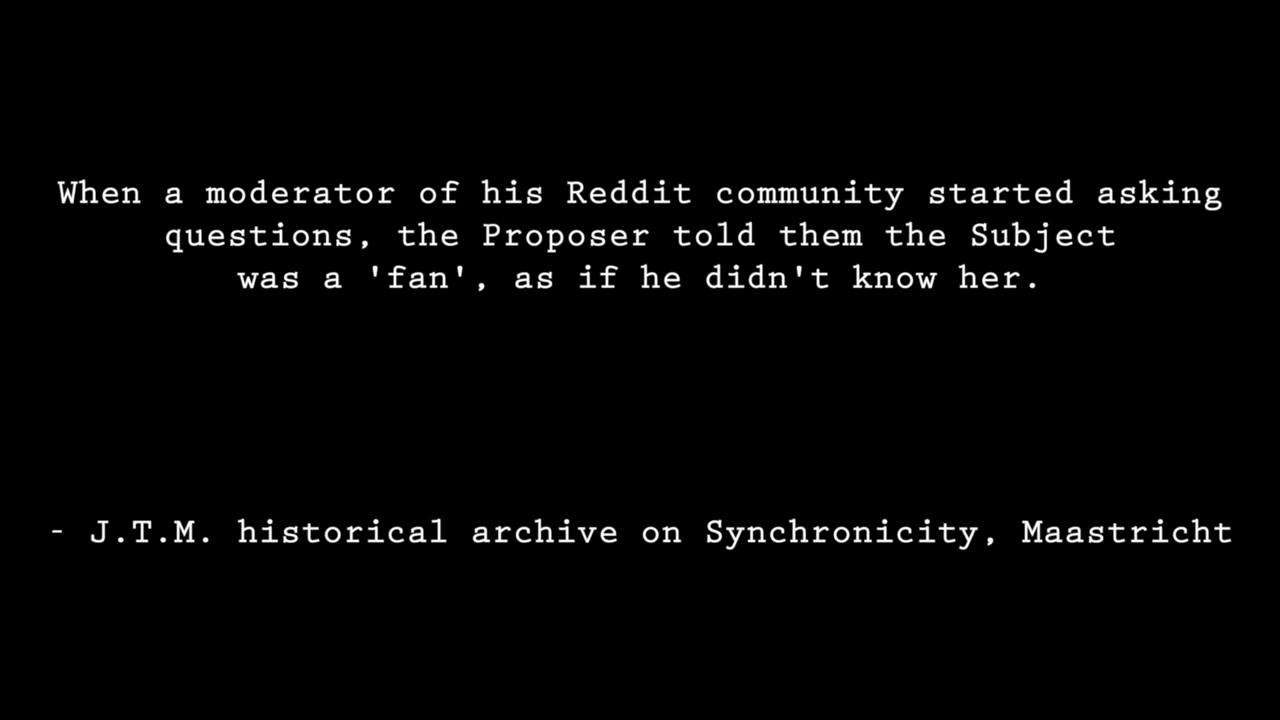 When a moderator of his Reddit community started asking
questions, the Proposer told them the Subject
was a 'fan', as if he didn't know her.
- J.T.M. historical archive on Synchronicity, Maastricht